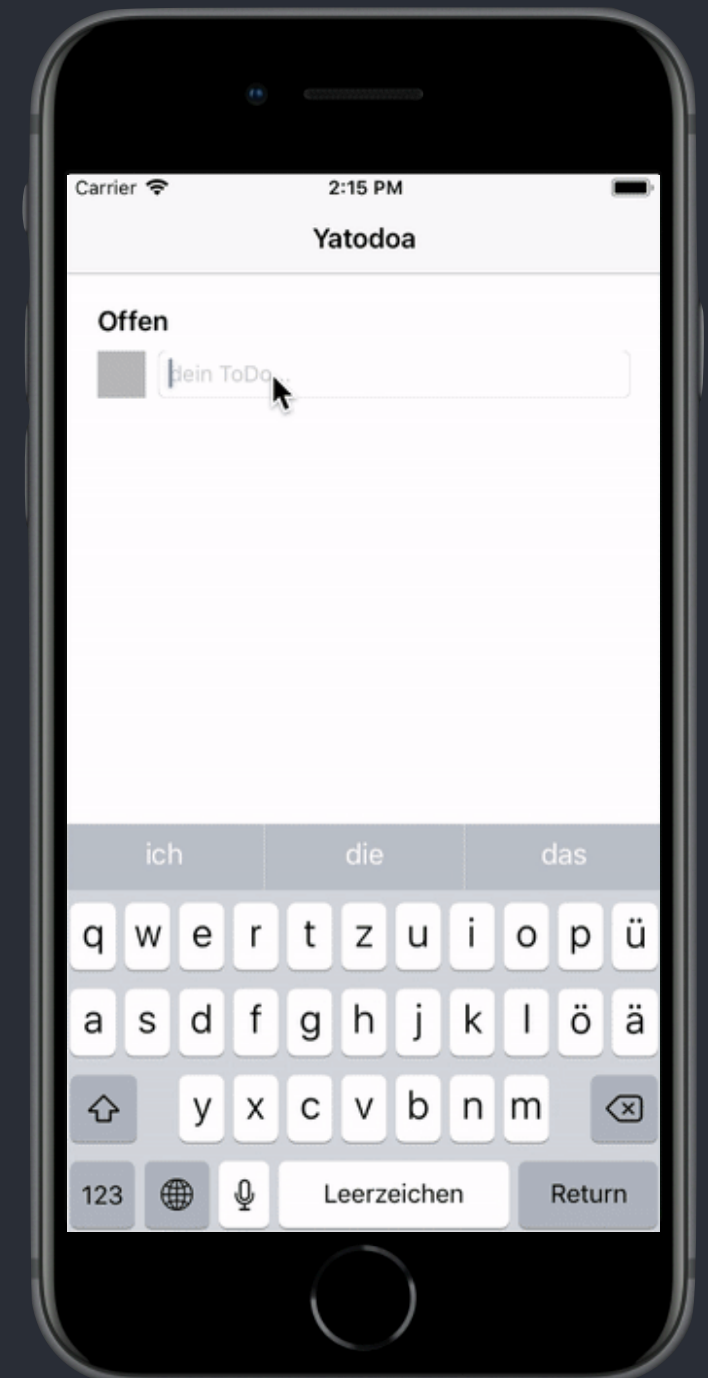 Carrier 2:15 PM
Yatodoa
Offen
dein ToDo...
ich die das
q w e r t z u i o p ü
a s d f g h j k l ö ä
y x c v b n m
123 Leerzeichen Return